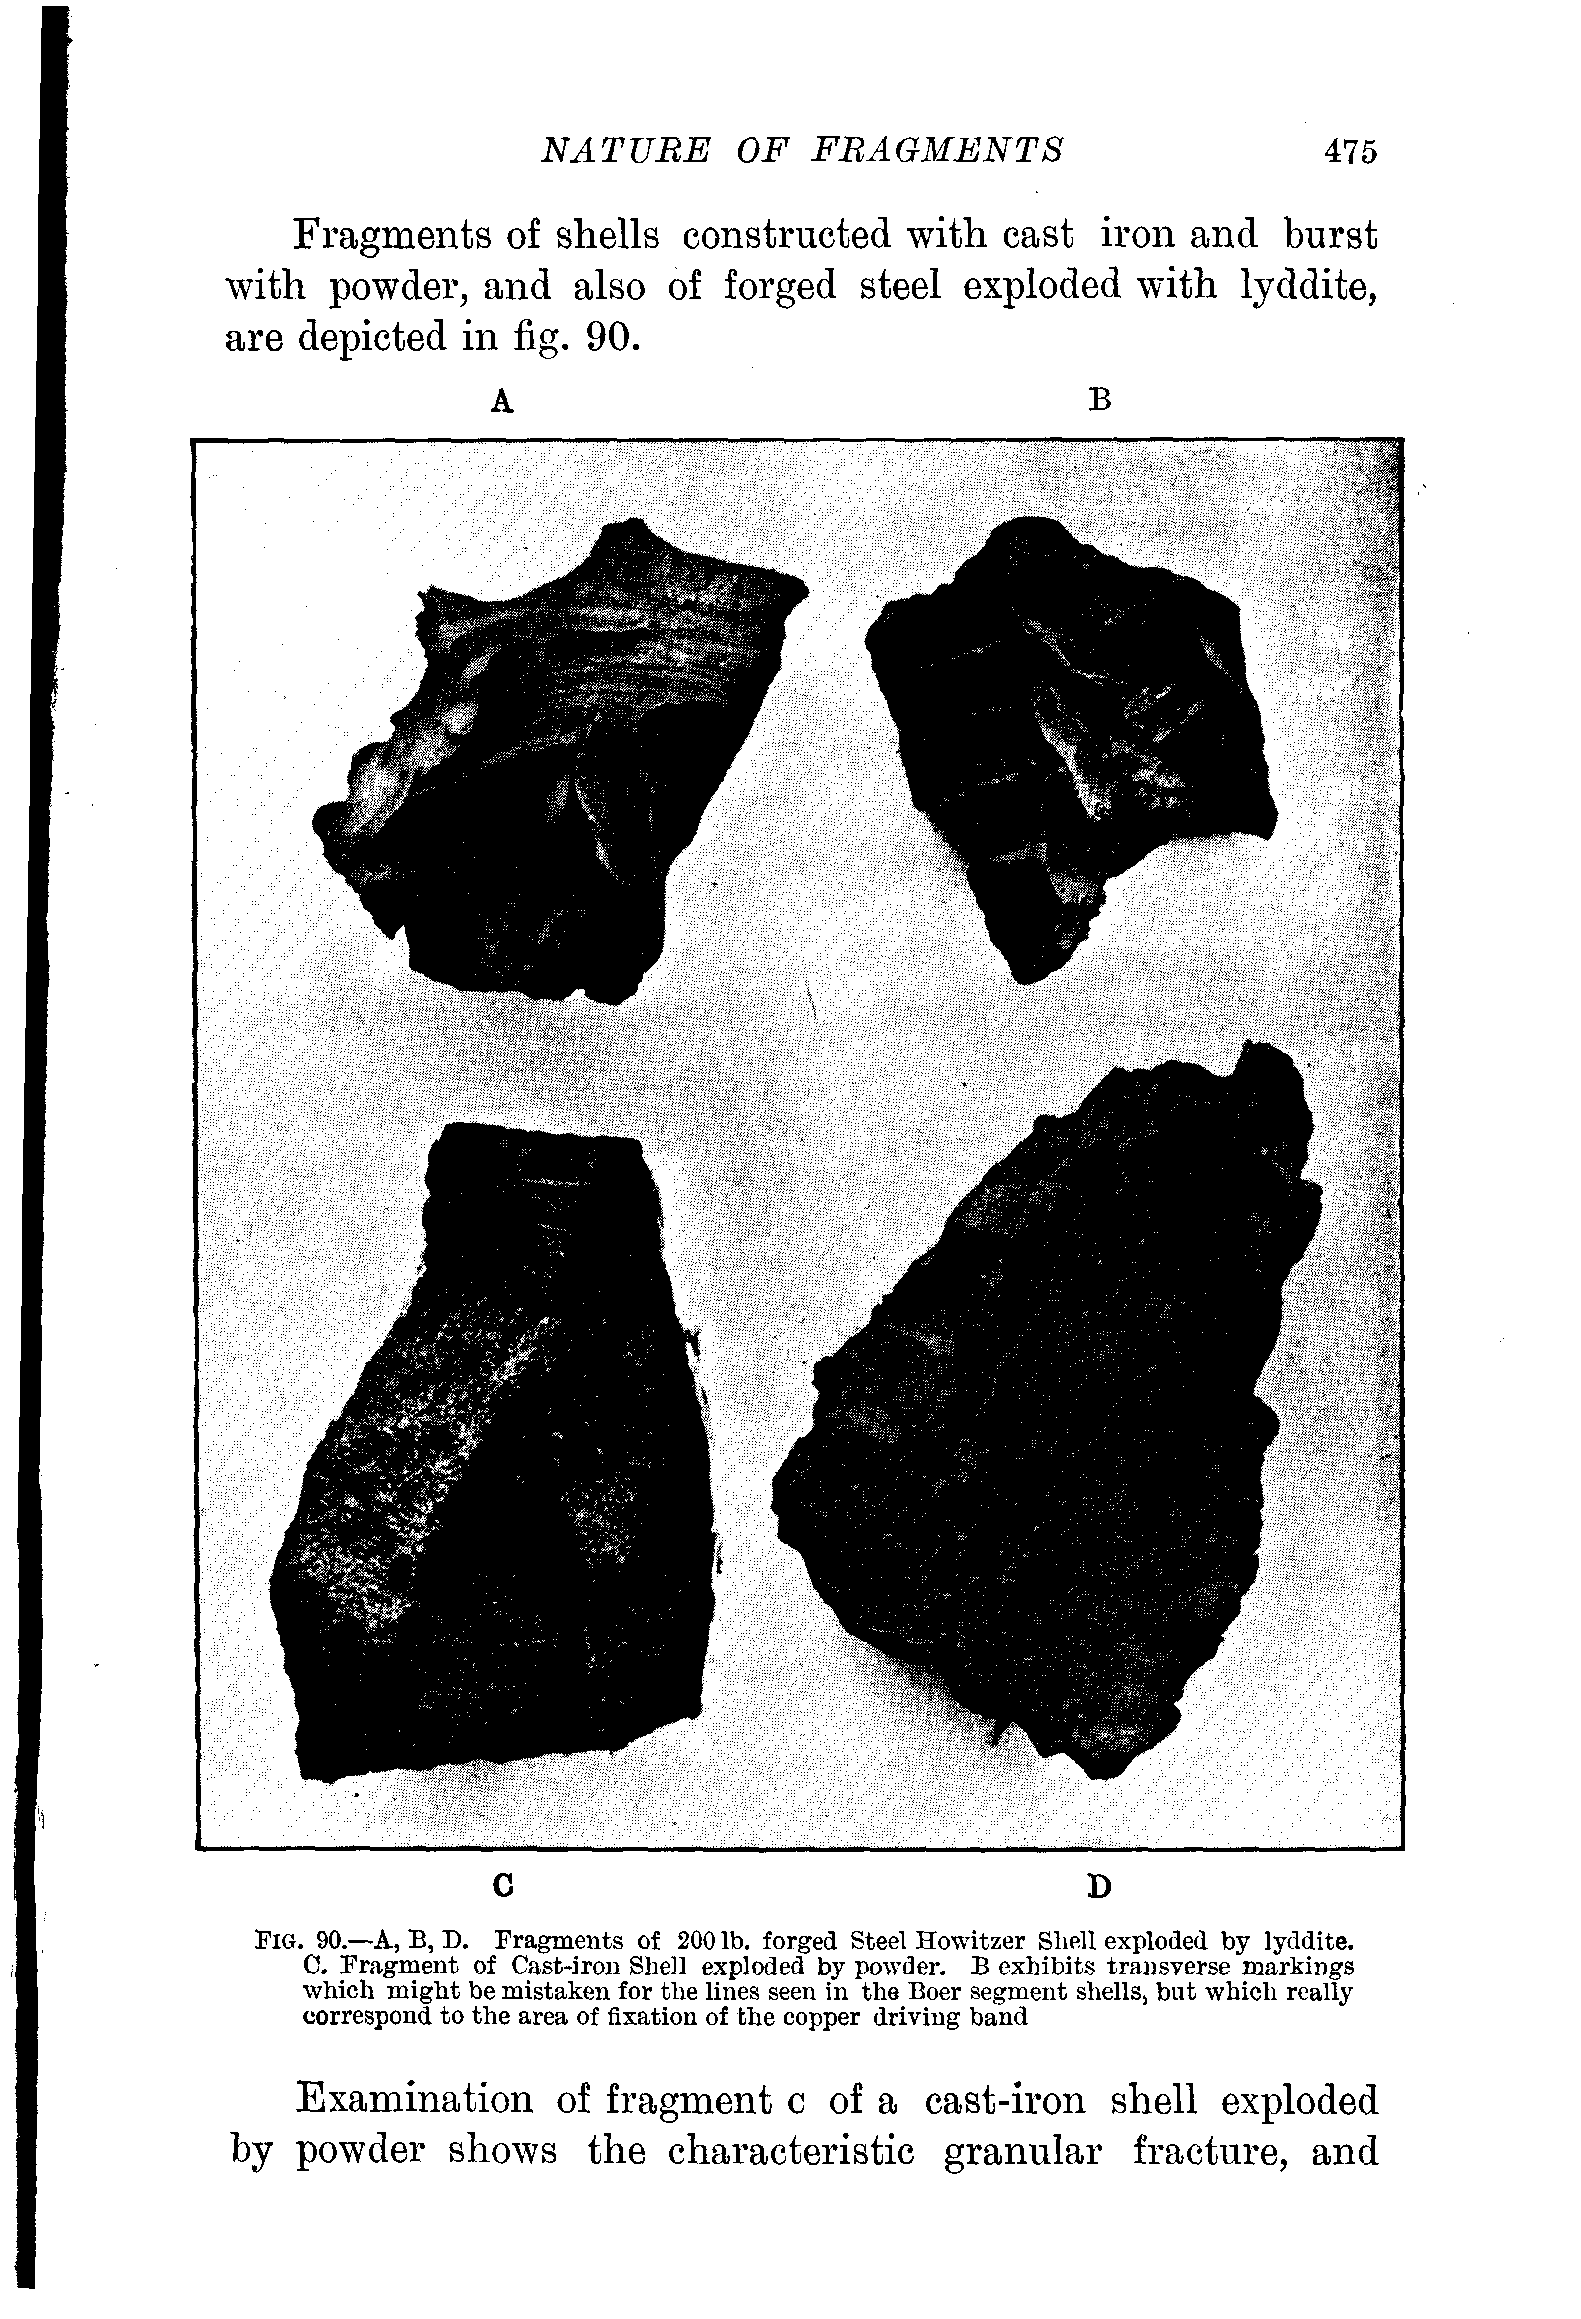 NATURE OF FRAGMENTS 475
Fragments of shells constructed with cast iron and burst
with powder, and also of forged steel exploded with lyddite,
are depicted in fig. 90.
A B
C D
FIG. 90.—A, B, D. Fragments of 200 lb. forged Steel Howitzer Shell exploded by lyddite.
C. Fragment of Cast-iron Shell exploded by powder. B exhibits transverse markings
which might be mistaken for the lines seen in the Boer segment shells, but which really
correspond to the area of fixation of the copper driving band
Examination of fragment c of a cast-iron shell exploded
by powder shows the characteristic granular fracture, and